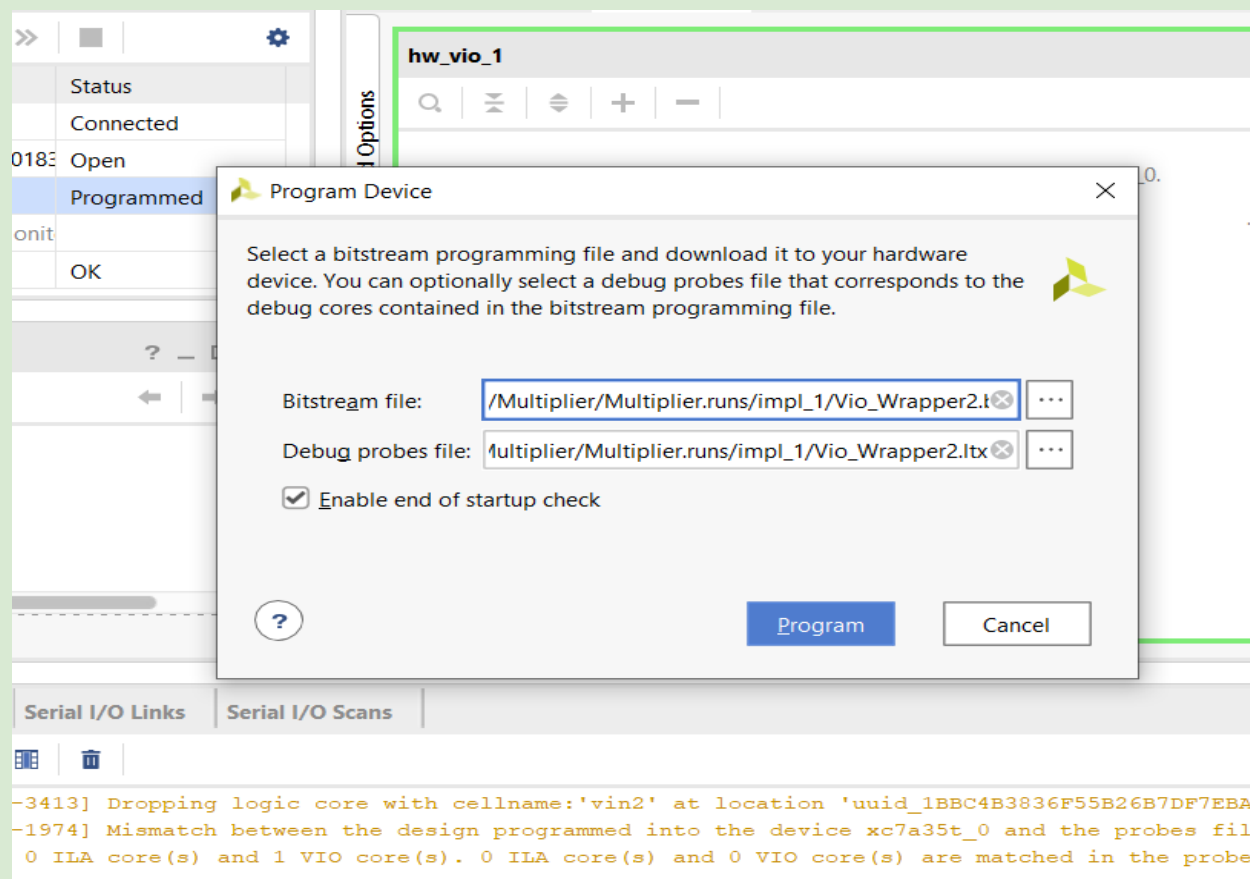 hw_vio_1
Status
Connected
Open
Programmed
OK
Options
Program Device
Select a bitstream programming file and download it to your hardware
device. You can optionally select a debug probes file that corresponds to the
debug cores contained in the bitstream programming file.
Bitstream file: /Multiplier/Multiplier.runs/impl_1/Vio_Wrapper2.
Debug probes file: Multiplier/Multiplier.runs/impl_1/Vio_Wrapper2.ltx
Enable end of startup check
?
Program
Cancel
Serial I/O Links
Serial I/O Scans
-3413] Dropping logic core with cellname:'vin2' at location 'uuid_1BBC4B3836F55B26B7DF7EBA
-1974] Mismatch between the design programmed into the device xc7a35t_0 and the probes fil
0 ILA core(s) and 1 VIO core(s). 0 ILA core(s) and 0 VIO core(s) are matched in the probe